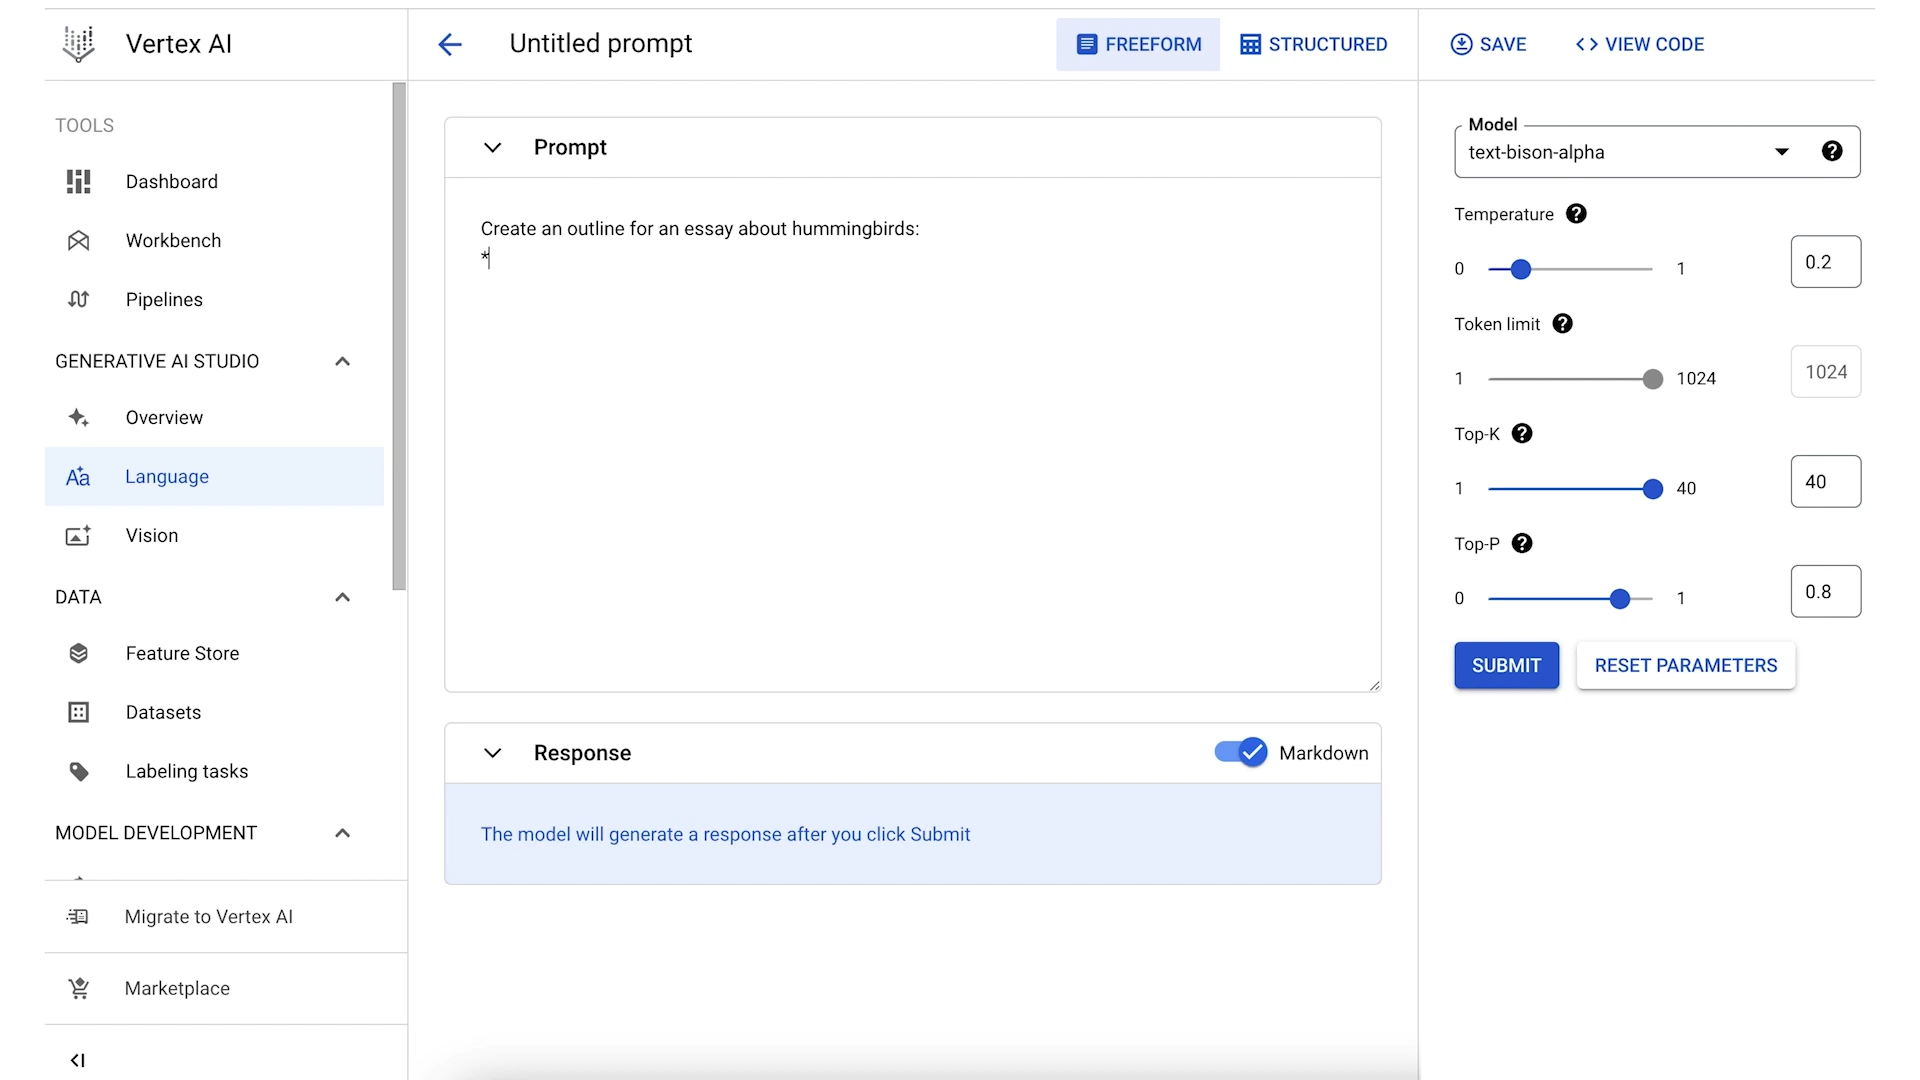 Vertex AI
Untitled prompt
FREEFORM
STRUCTURED
SAVE
<> VIEW CODE
TOOLS
Dashboard
Workbench
Pipelines
GENERATIVE AI STUDIO
Overview
Language
Vision
DATA
Feature Store
Datasets
Labeling tasks
MODEL DEVELOPMENT
Migrate to Vertex AI
Marketplace
Prompt
Create an outline for an essay about hummingbirds:
*
Response
Markdown
The model will generate a response after you click Submit
Model
text-bison-alpha
Temperature
0 1 0.2
Token limit
1 1024 1024
Top-K
1 40 40
Top-P
0 1 0.8
SUBMIT
RESET PARAMETERS